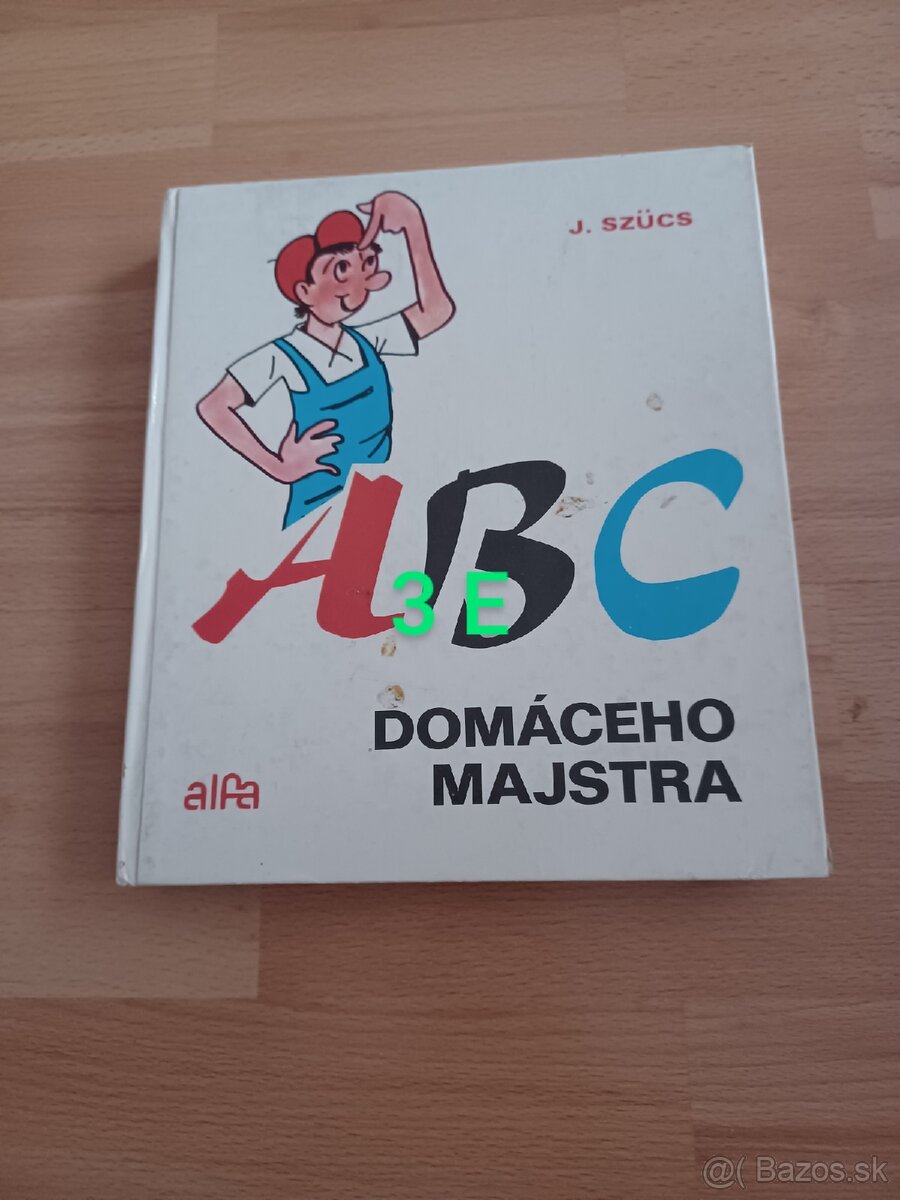 J. SZÜCS
ABC
3 E
DOMÁCEHO
MAJSTRA
alfa
@( Bazos.sk